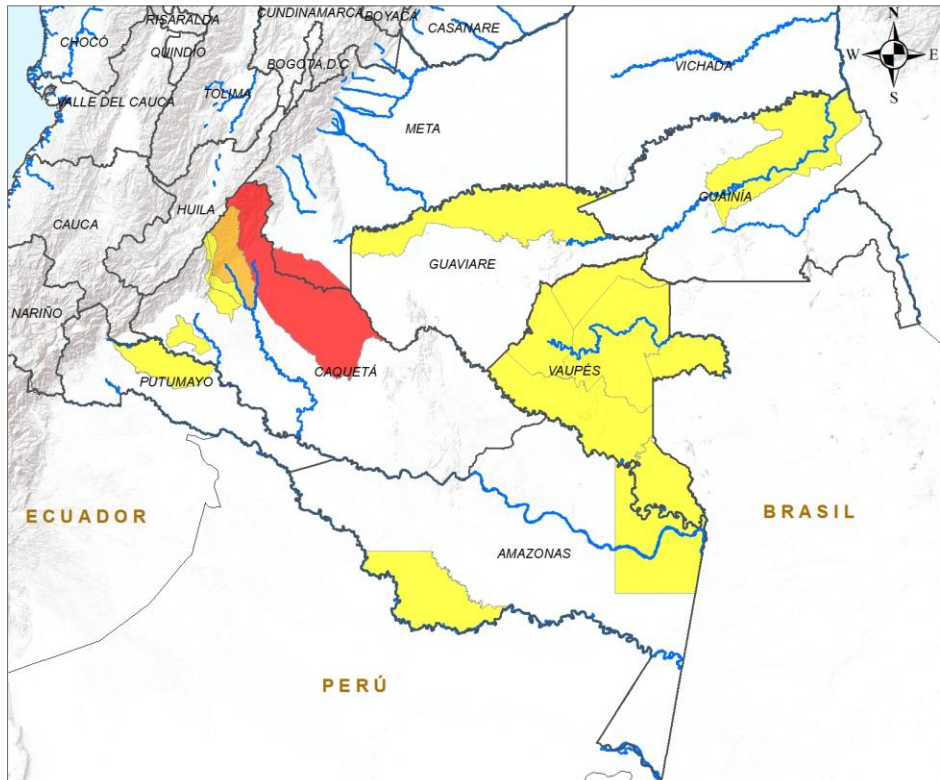 CUNDINAMARCA
BOYACÁ
RISARALDA
CASANARE
N
CHOCÓ
QUINDÍO
BOGOTA,D.C
W
E
VICHADA
S
VALLE DEL CAUCA
TOLIMA
META
HUILA
GUAINÍA
CAUCA
GUAVIARE
NARIÑO
CAQUETÁ
VAUPÉS
PUTUMAYO
ECUADOR
BRASIL
AMAZONAS
PERÚ